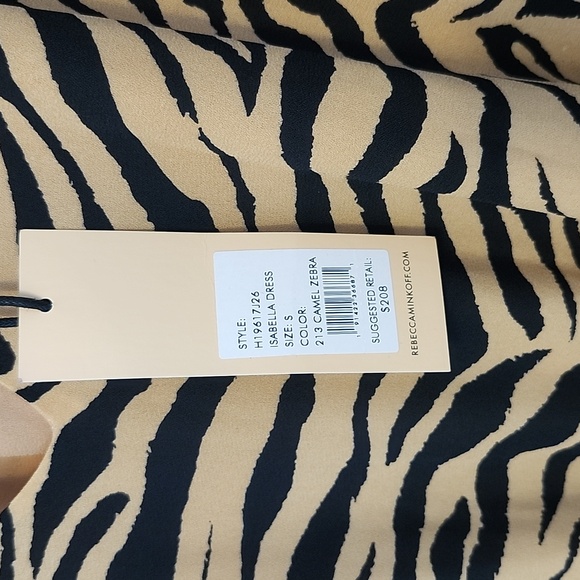 STYLE:
H19617J26
ISABELLA DRESS
SIZE: S
COLOR:
213 CAMEL ZEBRA
SUGGESTED RETAIL:
$208
REBECCAMINKOFF.COM